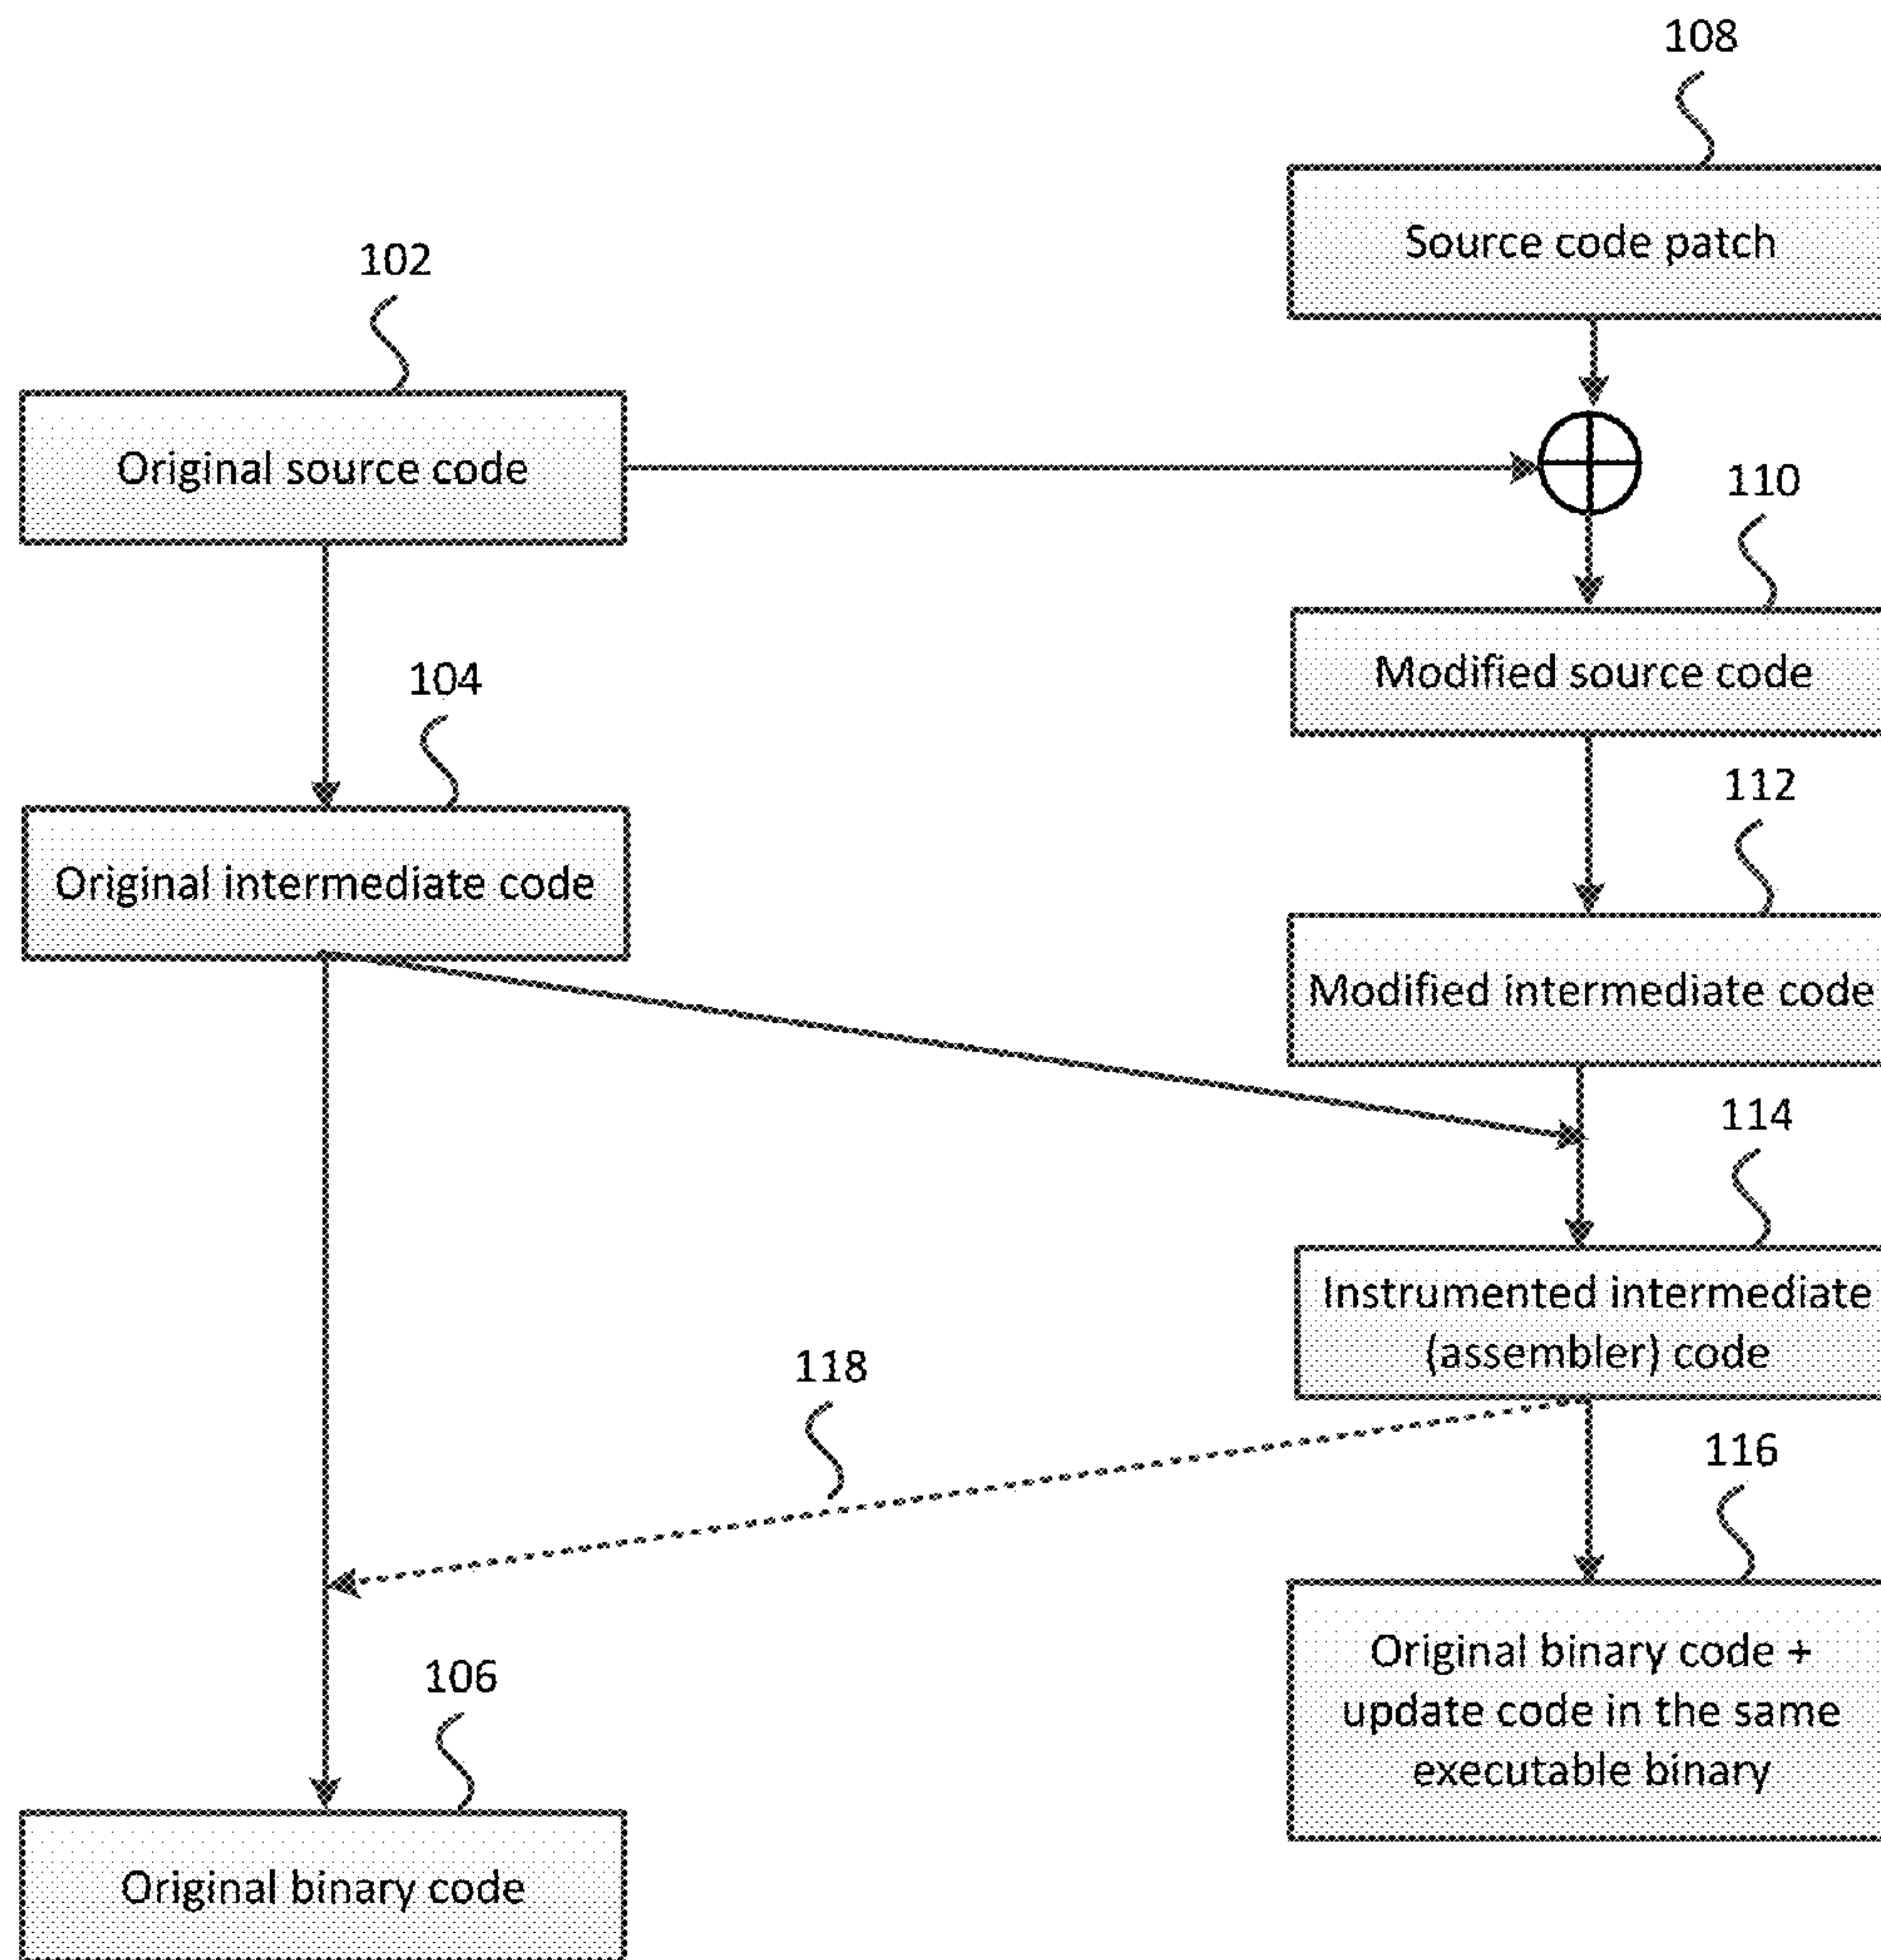 108
Source code patch
102
Original source code
110
Modified source code
104
112
Original intermediate code
Modified intermediate code
114
Instrumented intermediate
(assembler) code
118
116
Original binary code +
update code in the same
executable binary
106
Original binary code